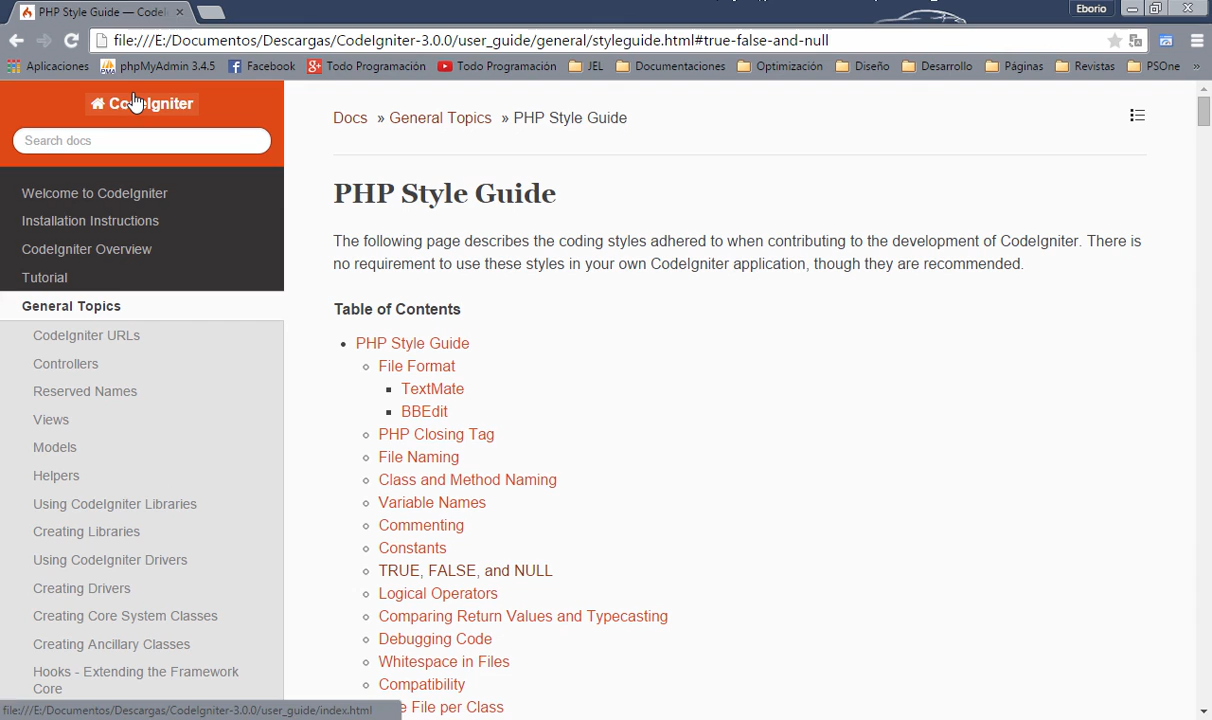 PHP Style Guide — Codel
Eborio
file:///E:/Documentos/Descargas/CodeIgniter-3.0.0/user_guide/general/styleguide.html#true-false-and-null
Aplicaciones phpMyAdmin 3.4.5 Facebook Todo Programación Todo Programación JEL Documentaciones Optimización Diseño Desarrollo Páginas Revistas PSOne »
CodeIgniter
Search docs
Welcome to CodeIgniter
Installation Instructions
CodeIgniter Overview
Tutorial
General Topics
CodeIgniter URLs
Controllers
Reserved Names
Views
Models
Helpers
Using CodeIgniter Libraries
Creating Libraries
Using CodeIgniter Drivers
Creating Drivers
Creating Core System Classes
Creating Ancillary Classes
Hooks - Extending the Framework
Core
file:///E:/Documentos/Descargas/CodeIgniter-3.0.0/user_guide/index.html
Docs » General Topics » PHP Style Guide
PHP Style Guide
The following page describes the coding styles adhered to when contributing to the development of CodeIgniter. There is
no requirement to use these styles in your own CodeIgniter application, though they are recommended.
Table of Contents
PHP Style Guide
File Format
TextMate
BBEdit
PHP Closing Tag
File Naming
Class and Method Naming
Variable Names
Commenting
Constants
TRUE, FALSE, and NULL
Logical Operators
Comparing Return Values and Typecasting
Debugging Code
Whitespace in Files
Compatibility
File per Class